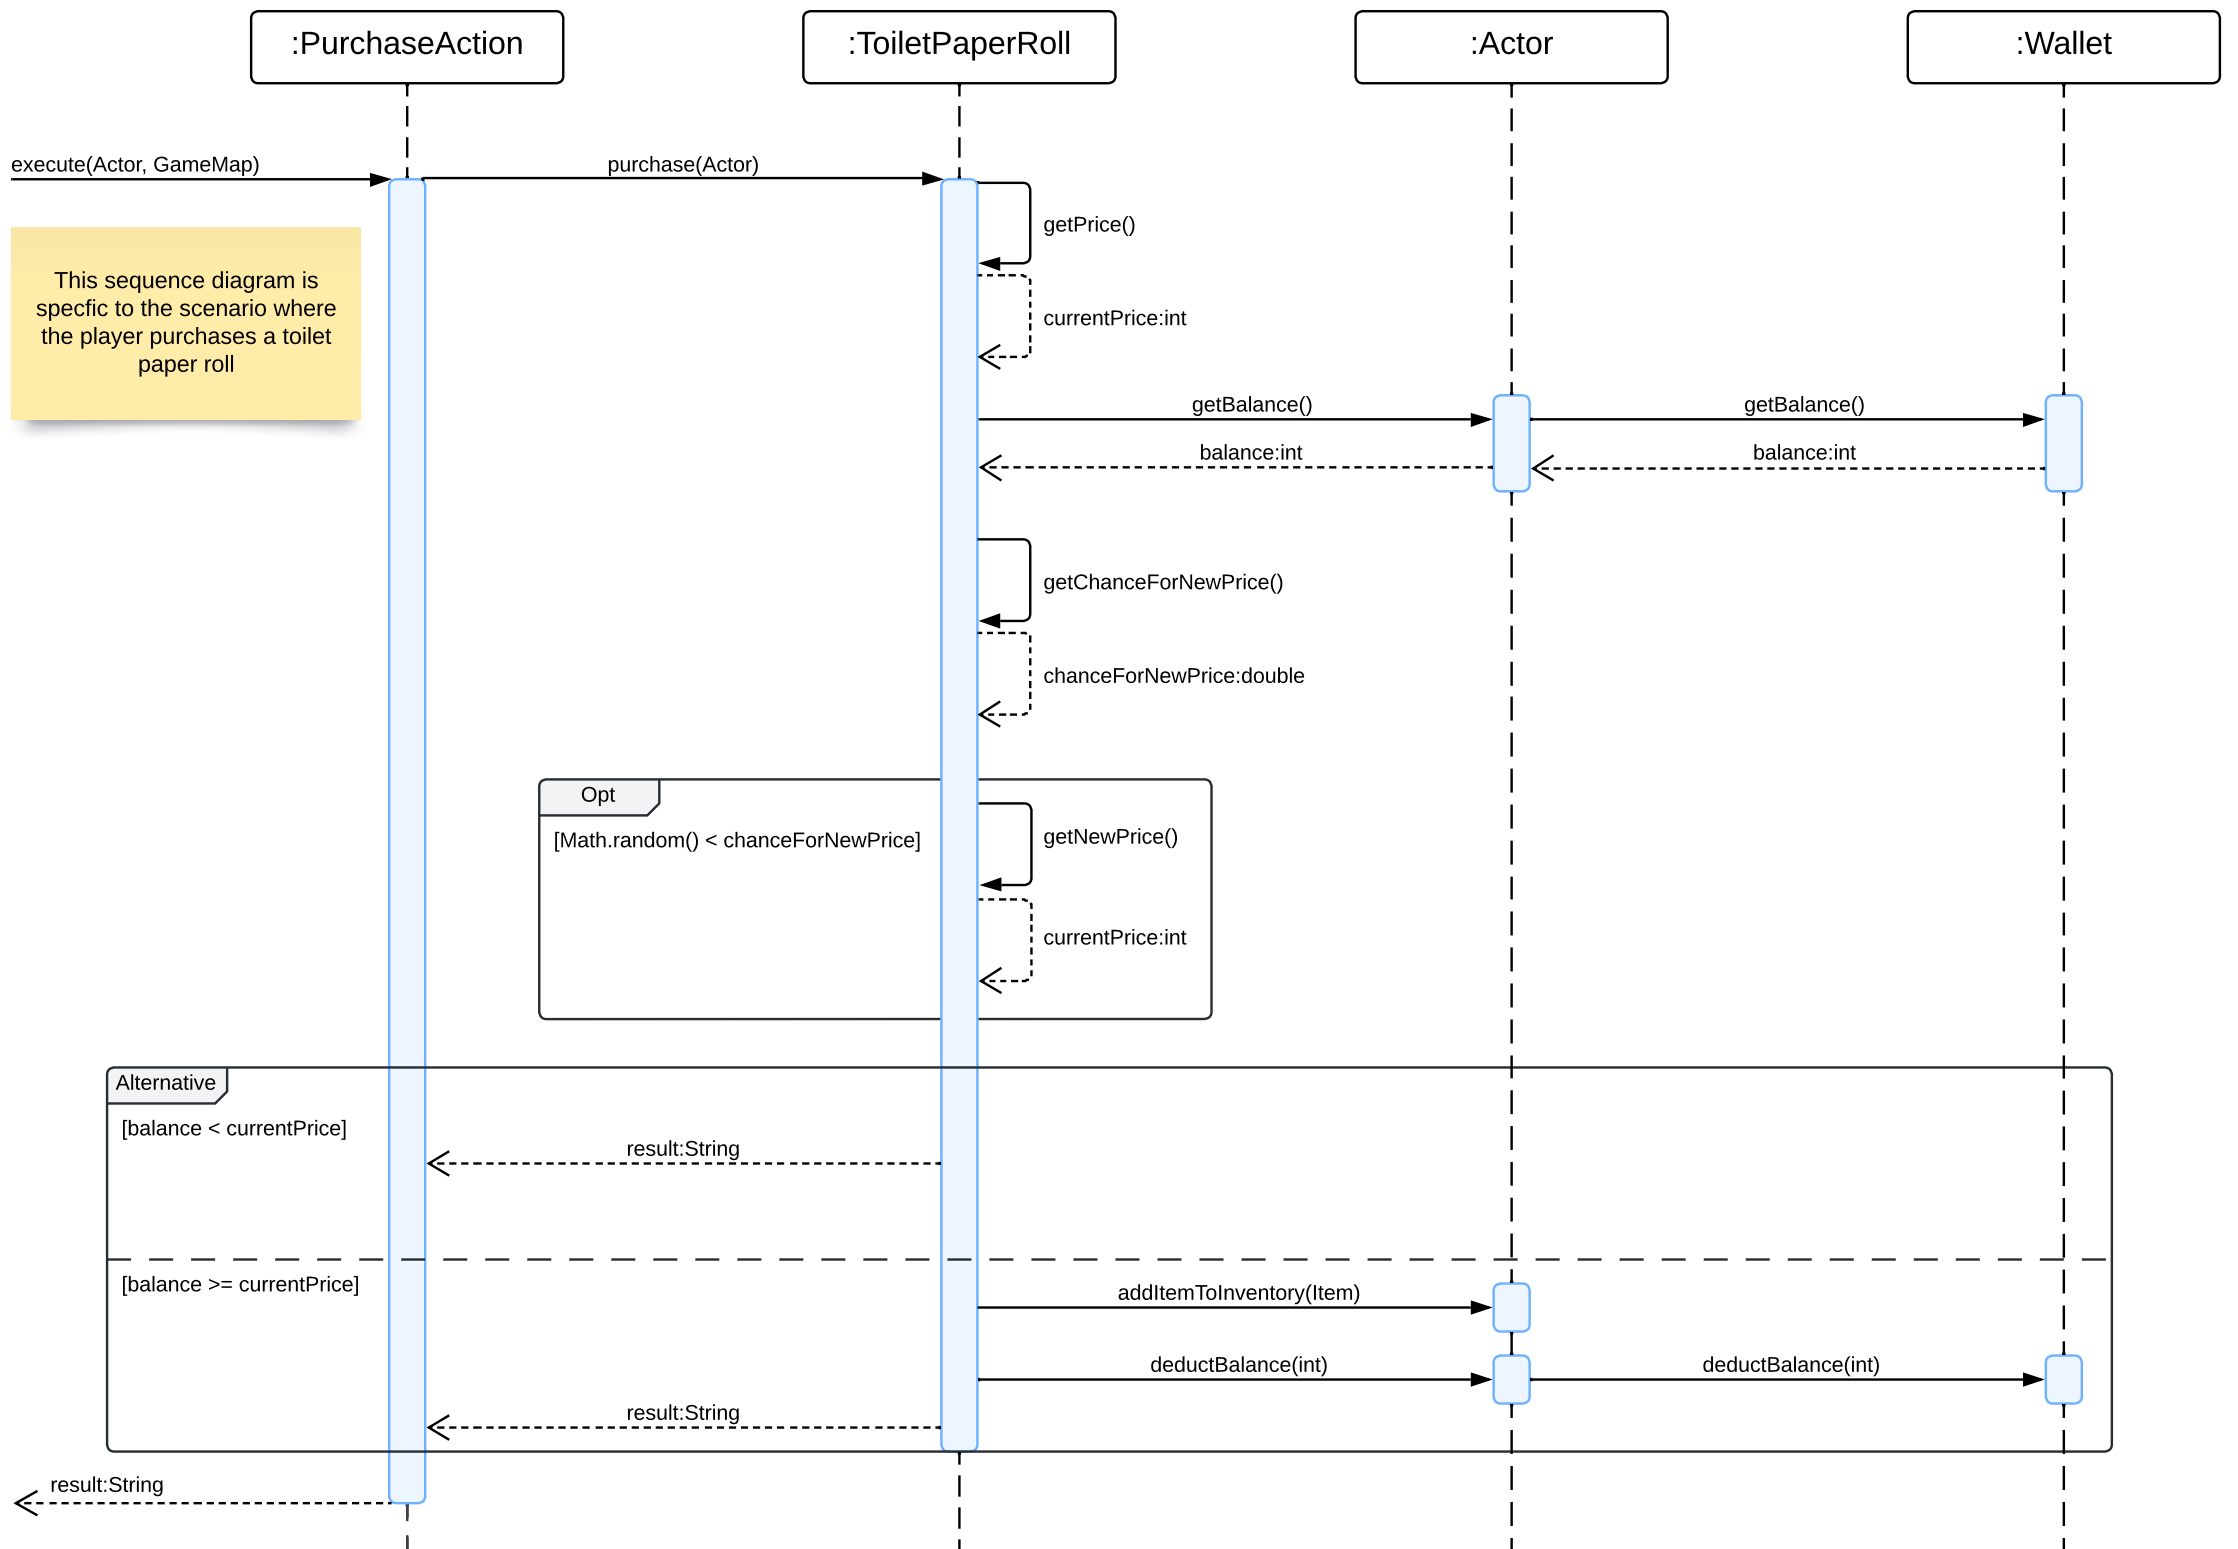 :PurchaseAction
:ToiletPaperRoll
:Actor
:Wallet
execute(Actor, GameMap)
purchase(Actor)
getPrice()
This sequence diagram is
specfic to the scenario where
the player purchases a toilet
paper roll
currentPrice:int
getBalance()
getBalance()
balance:int
balance:int
getChanceForNewPrice()
chanceForNewPrice:double
Opt
[Math.random() < chanceForNewPrice]
getNewPrice()
currentPrice:int
Alternative
[balance < currentPrice]
result:String
[balance >= currentPrice]
addItemToInventory(Item)
deductBalance(int)
deductBalance(int)
result:String
result:String